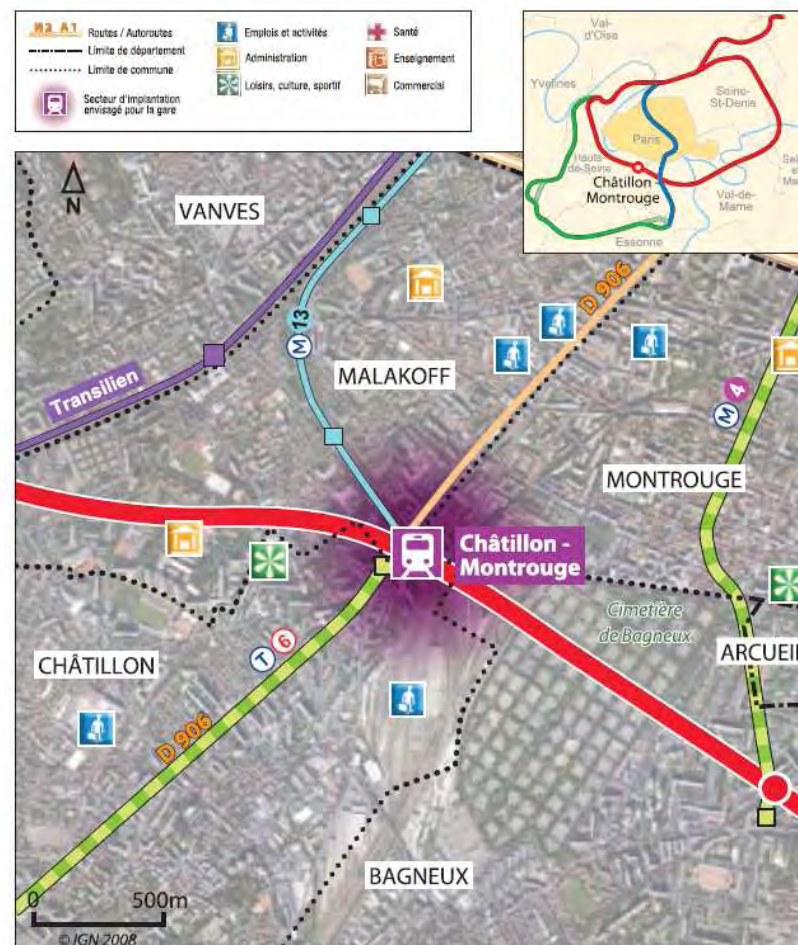 M2 A1 Routes / Autoroutes
Limite de département
Limite de commune
Secteur d'implantation
envisagé pour la gare
Emplois et activités
Administration
Loisirs, culture, sportif
Santé
Enseignement
Commercial
Val-
d'Oise
Yvelines
Seine-
St-Denis
Paris
Hauts-
de-Seine
Châtillon -
Montrouge
Val-de-
Marne
Essonne
N
VANVES
M 13
D 906
Transilien
MALAKOFF
M 4
MONTROUGE
Châtillon -
Montrouge
Cimetière
de Bagneux
ARCUEIL
CHÂTILLON
T 6
D 906
BAGNEUX
0 500m
© IGN 2008